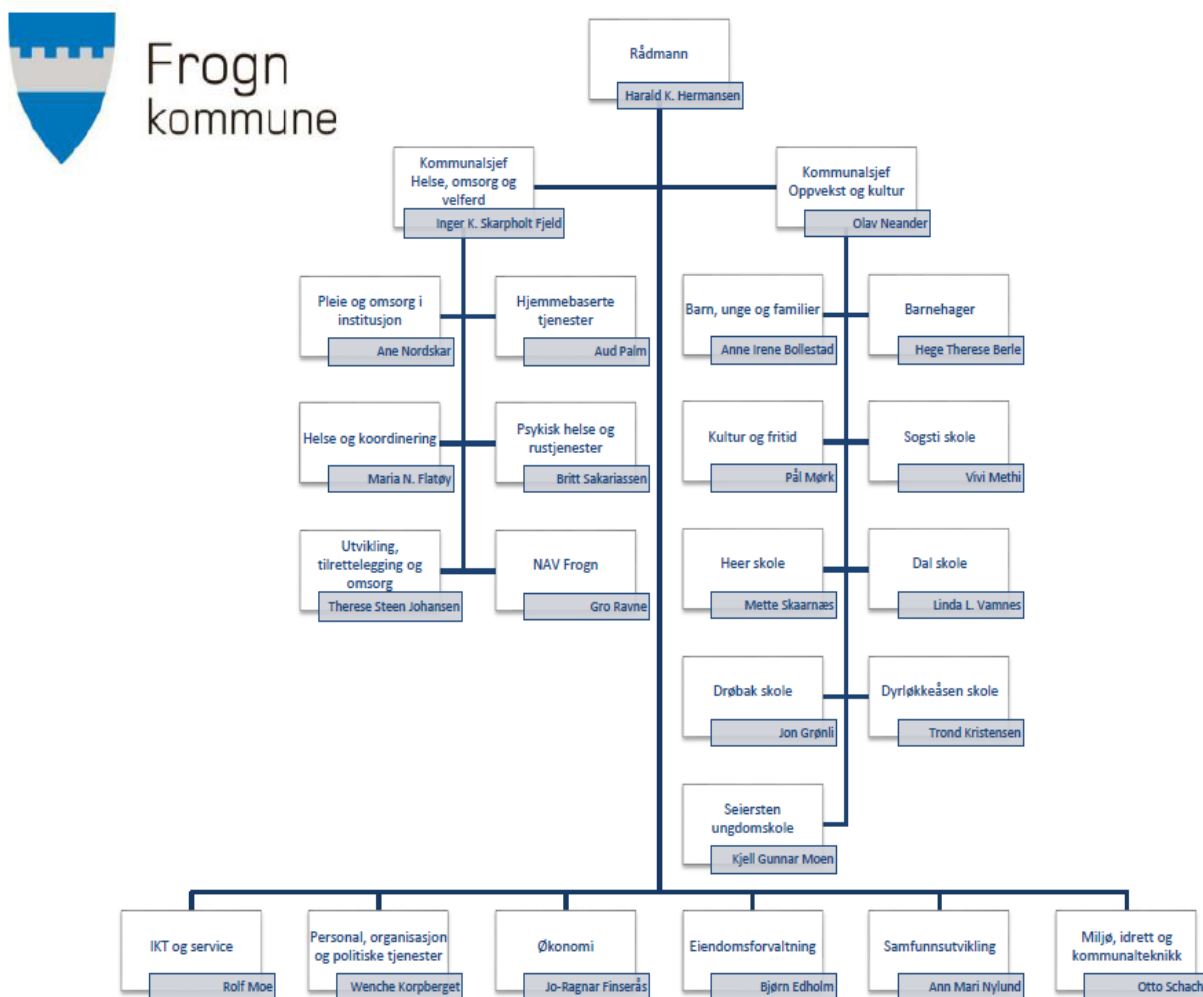 Frogn
kommune
Rådmann
Harald K. Hermansen
Kommunalsjef
Helse, omsorg og
velferd
Inger K. Skarpholt Fjeld
Kommunalsjef
Oppvekst og kultur
Olav Neander
Pleie og omsorg i
institusjon
Ane Nordskar
Hjemmebaserte
tjenester
Aud Palm
Barn, unge og familier
Anne Irene Bollestad
Barnehager
Hege Therese Berle
Helse og koordinering
Maria N. Flatøy
Psykisk helse og
rustjenester
Britt Sakariassen
Kultur og fritid
Pål Mørk
Sogsti skole
Vivi Methi
Utvikling,
tilrettelegging og
omsorg
Therese Steen Johansen
NAV Frogn
Gro Ravne
Heer skole
Mette Skaarnæs
Dal skole
Linda L. Vamnes
Drøbak skole
Jon Grønli
Dyrløkkeåsen skole
Trond Kristensen
Seiersten
ungdomskole
Kjell Gunnar Moen
IKT og service
Rolf Moe
Personal, organisasjon
og politiske tjenester
Wenche Korpberget
Økonomi
Jo-Ragnar Finserås
Eiendomsforvaltning
Bjørn Edholm
Samfunnsutvikling
Ann Mari Nylund
Miljø, idrett og
kommunalteknikk
Otto Schacht